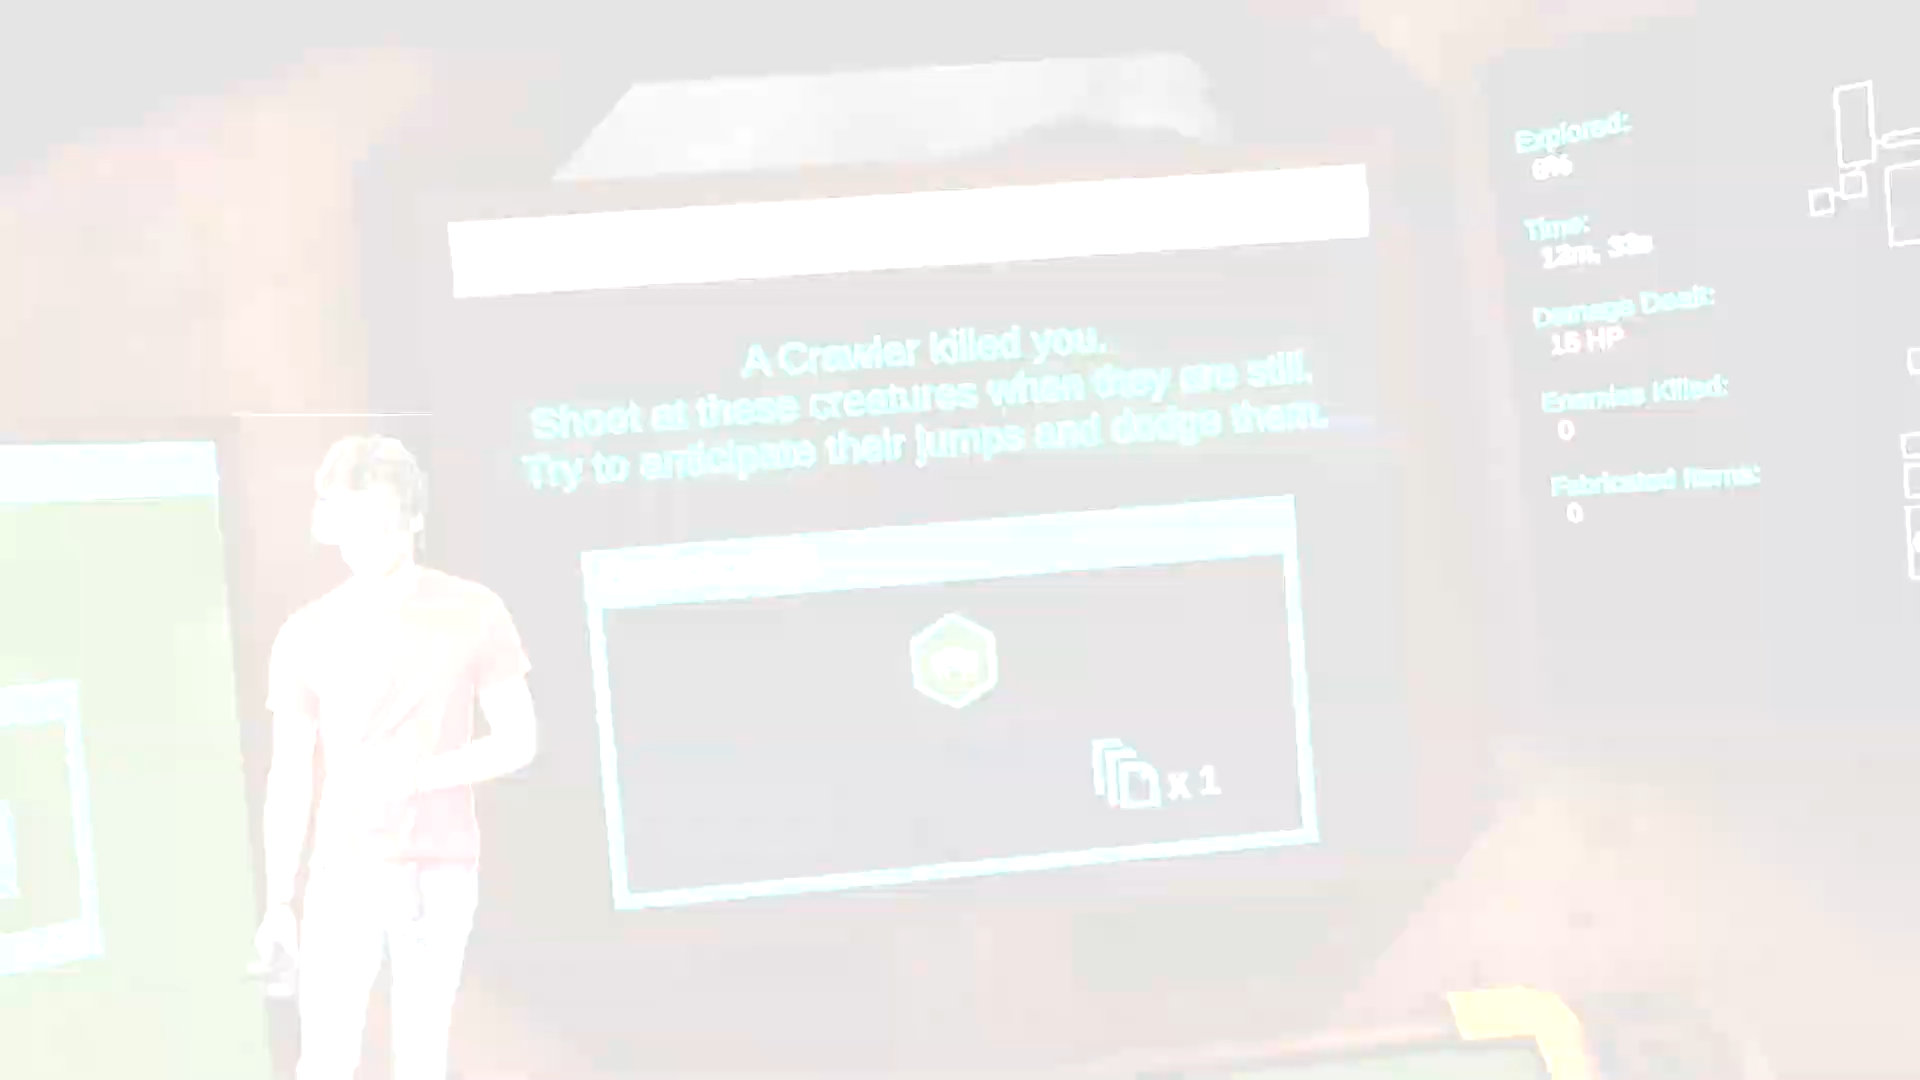 A Crawler killed you.
Shoot at these creatures when they are still.
Try to anticipate their jumps and dodge them.
x 1
Explored:
Time:
Damage Dealt:
16 HP
Enemies Killed:
0
Fabricated Items:
0